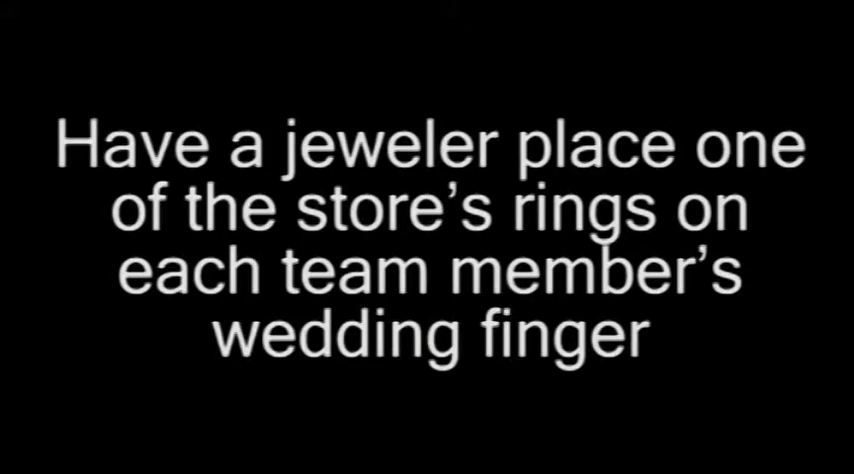 Have a jeweler place one
of the store’s rings on
each team member’s
wedding finger